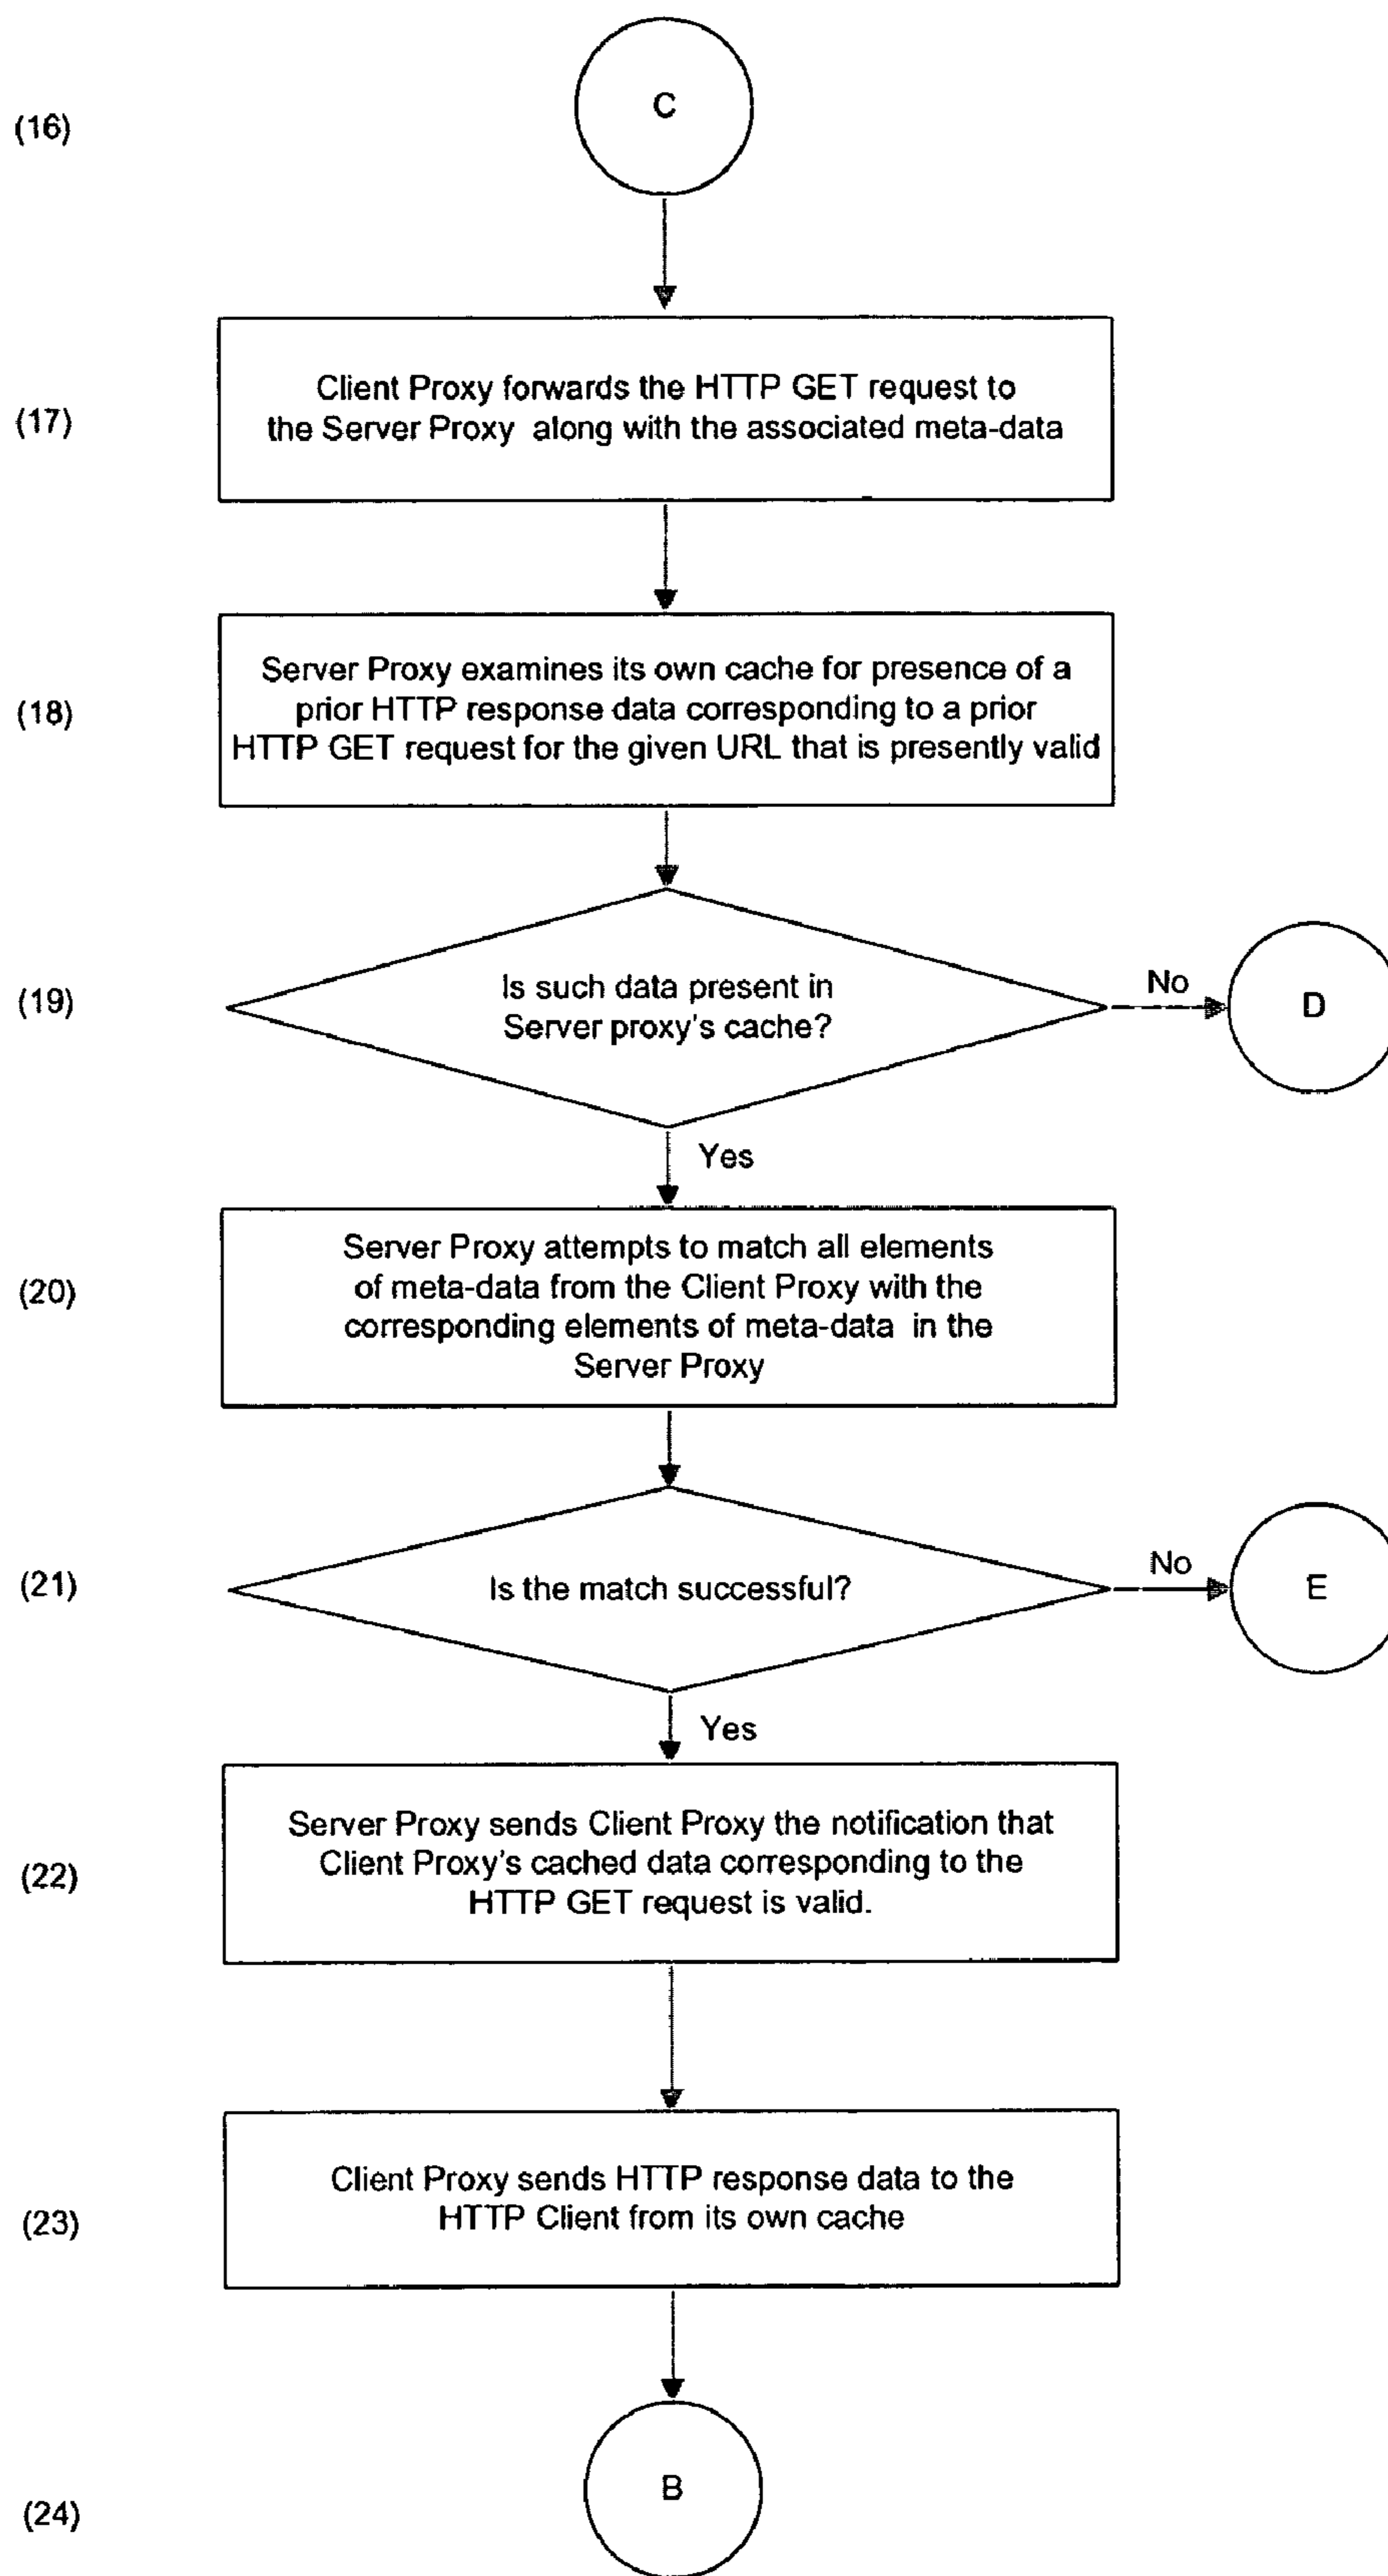 (16)
C
(17)
Client Proxy forwards the HTTP GET request to
the Server Proxy along with the associated meta-data
(18)
Server Proxy examines its own cache for presence of a
prior HTTP response data corresponding to a prior
HTTP GET request for the given URL that is presently valid
(19)
Is such data present in
Server proxy's cache?
No
D
Yes
(20)
Server Proxy attempts to match all elements
of meta-data from the Client Proxy with the
corresponding elements of meta-data in the
Server Proxy
(21)
Is the match successful?
No
E
Yes
(22)
Server Proxy sends Client Proxy the notification that
Client Proxy's cached data corresponding to the
HTTP GET request is valid.
(23)
Client Proxy sends HTTP response data to the
HTTP Client from its own cache
(24)
B